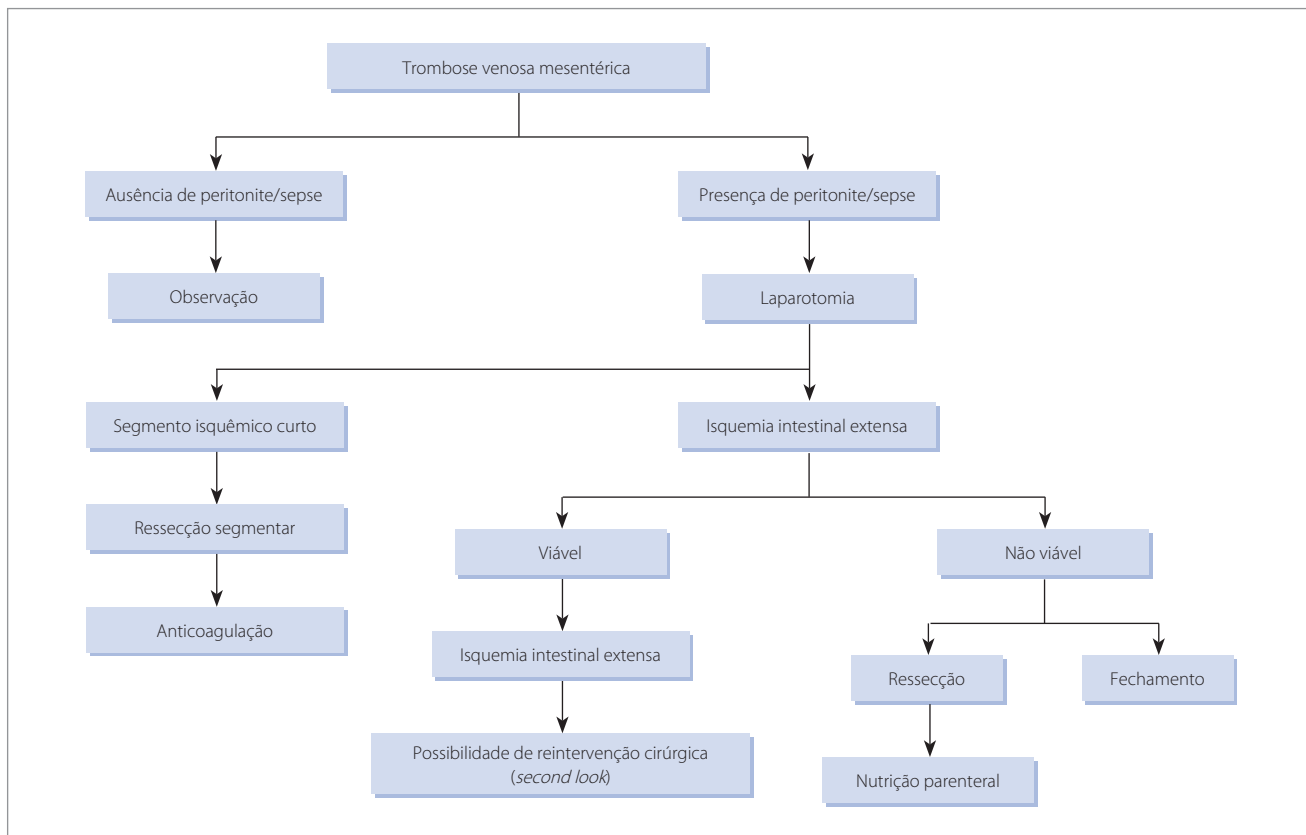 Trombose venosa mesentérica
Ausência de peritonite/sepse
Presença de peritonite/sepse
Observação
Laparotomia
Segmento isquêmico curto
Isquemia intestinal extensa
Ressecção segmentar
Viável
Não viável
Anticoagulação
Isquemia intestinal extensa
Ressecção
Fechamento
Possibilidade de reintervenção cirúrgica
(second look)
Nutrição parenteral